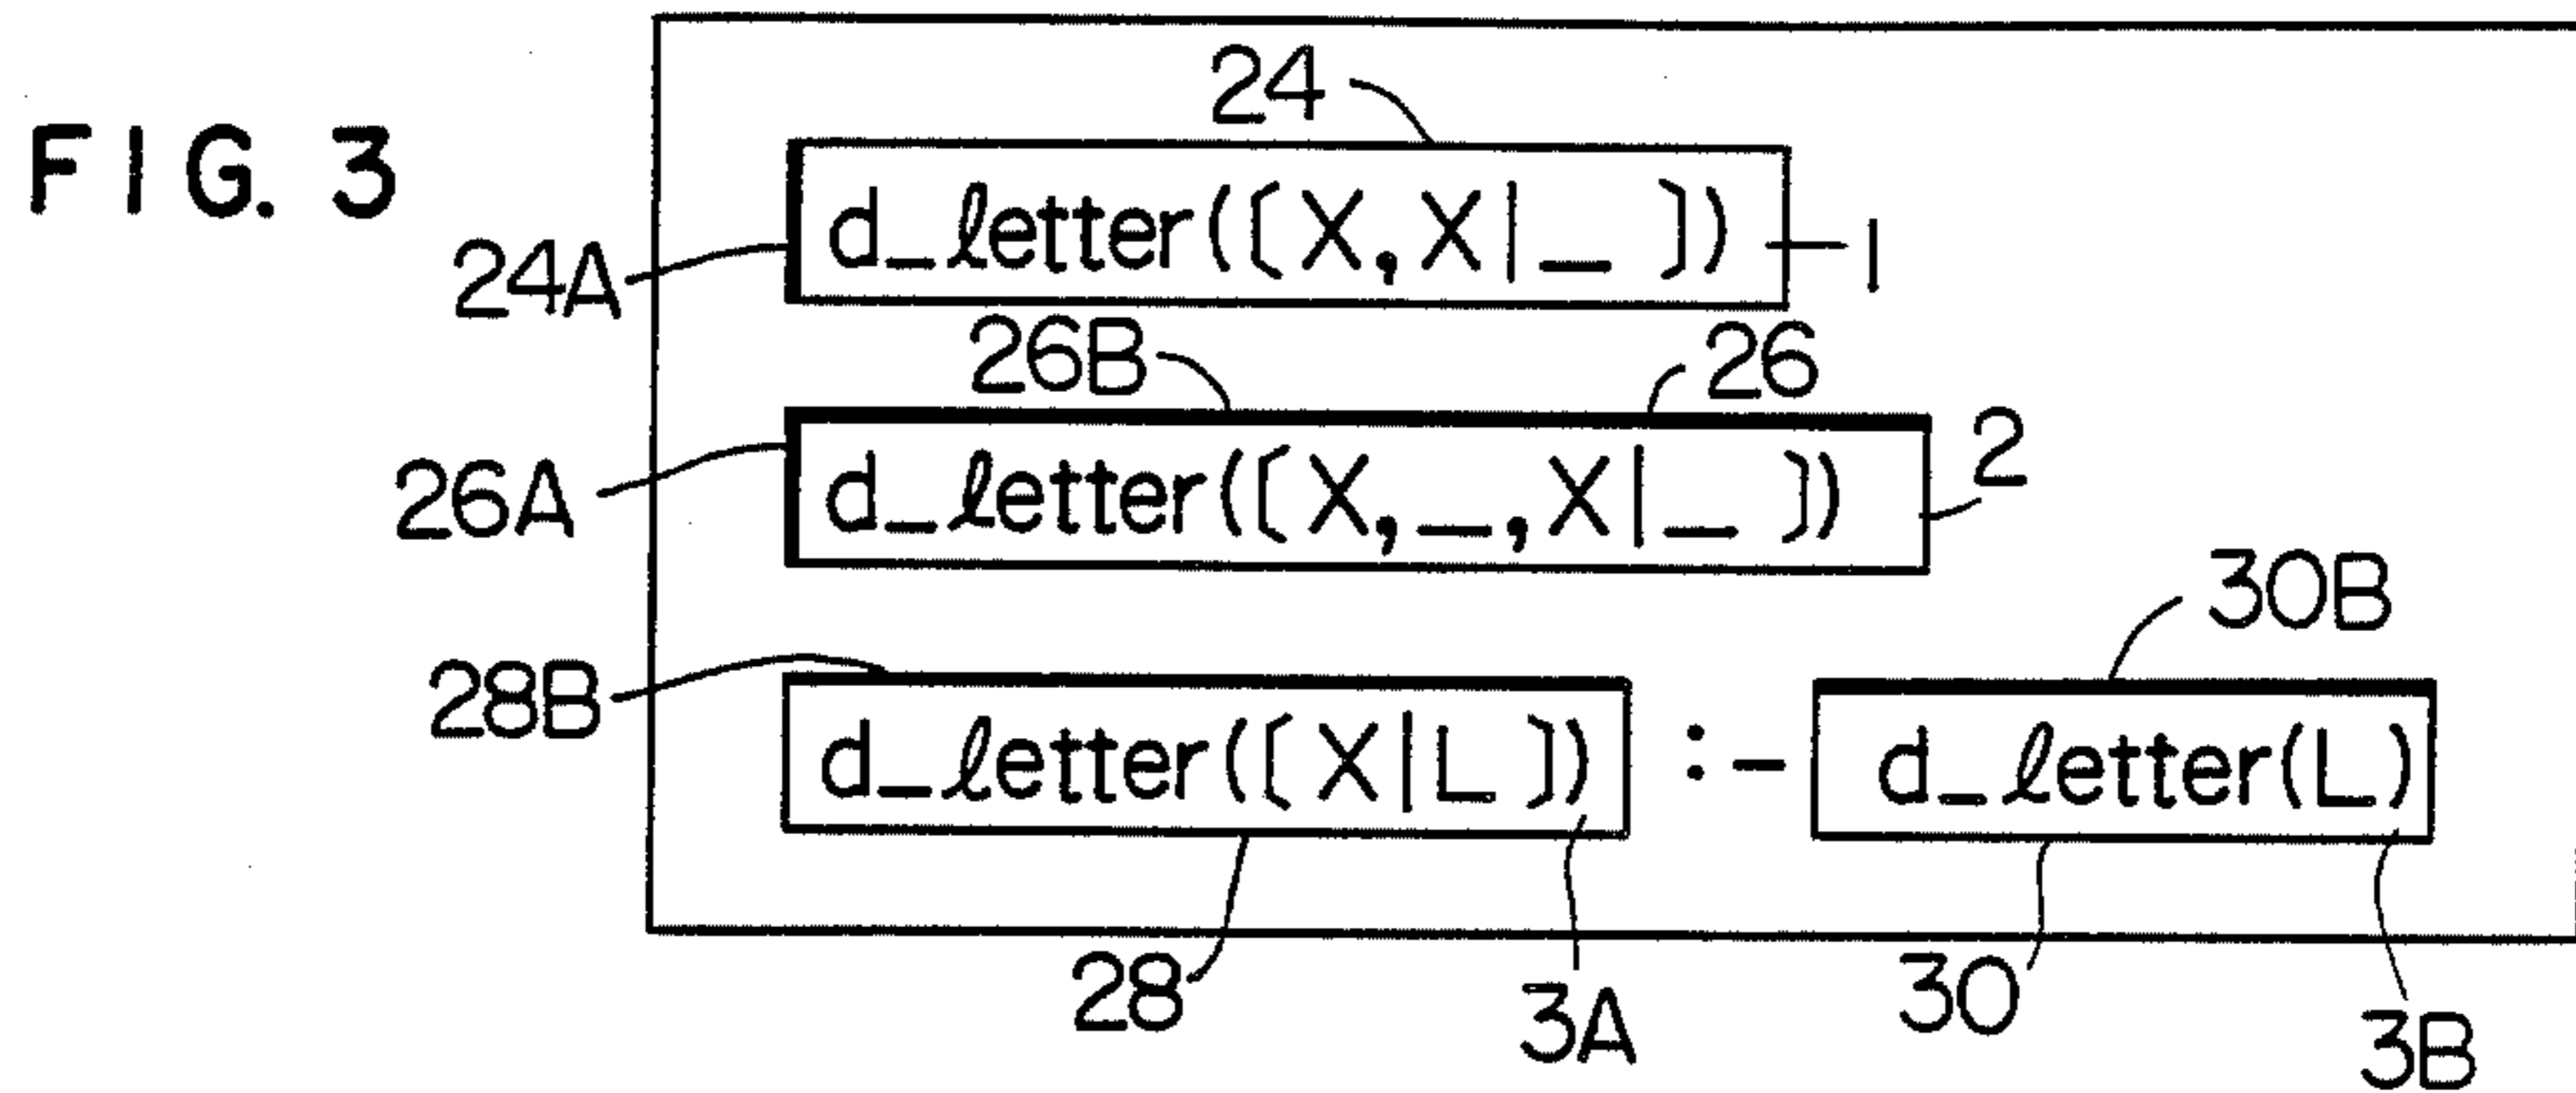 FIG. 3
24
24A
d_letter([X,X|_])
1
26B
26
26A
d_letter([X,_,X|_])
2
28B
30B
d_letter([X|L]) :- d_letter(L)
28
3A
30
3B